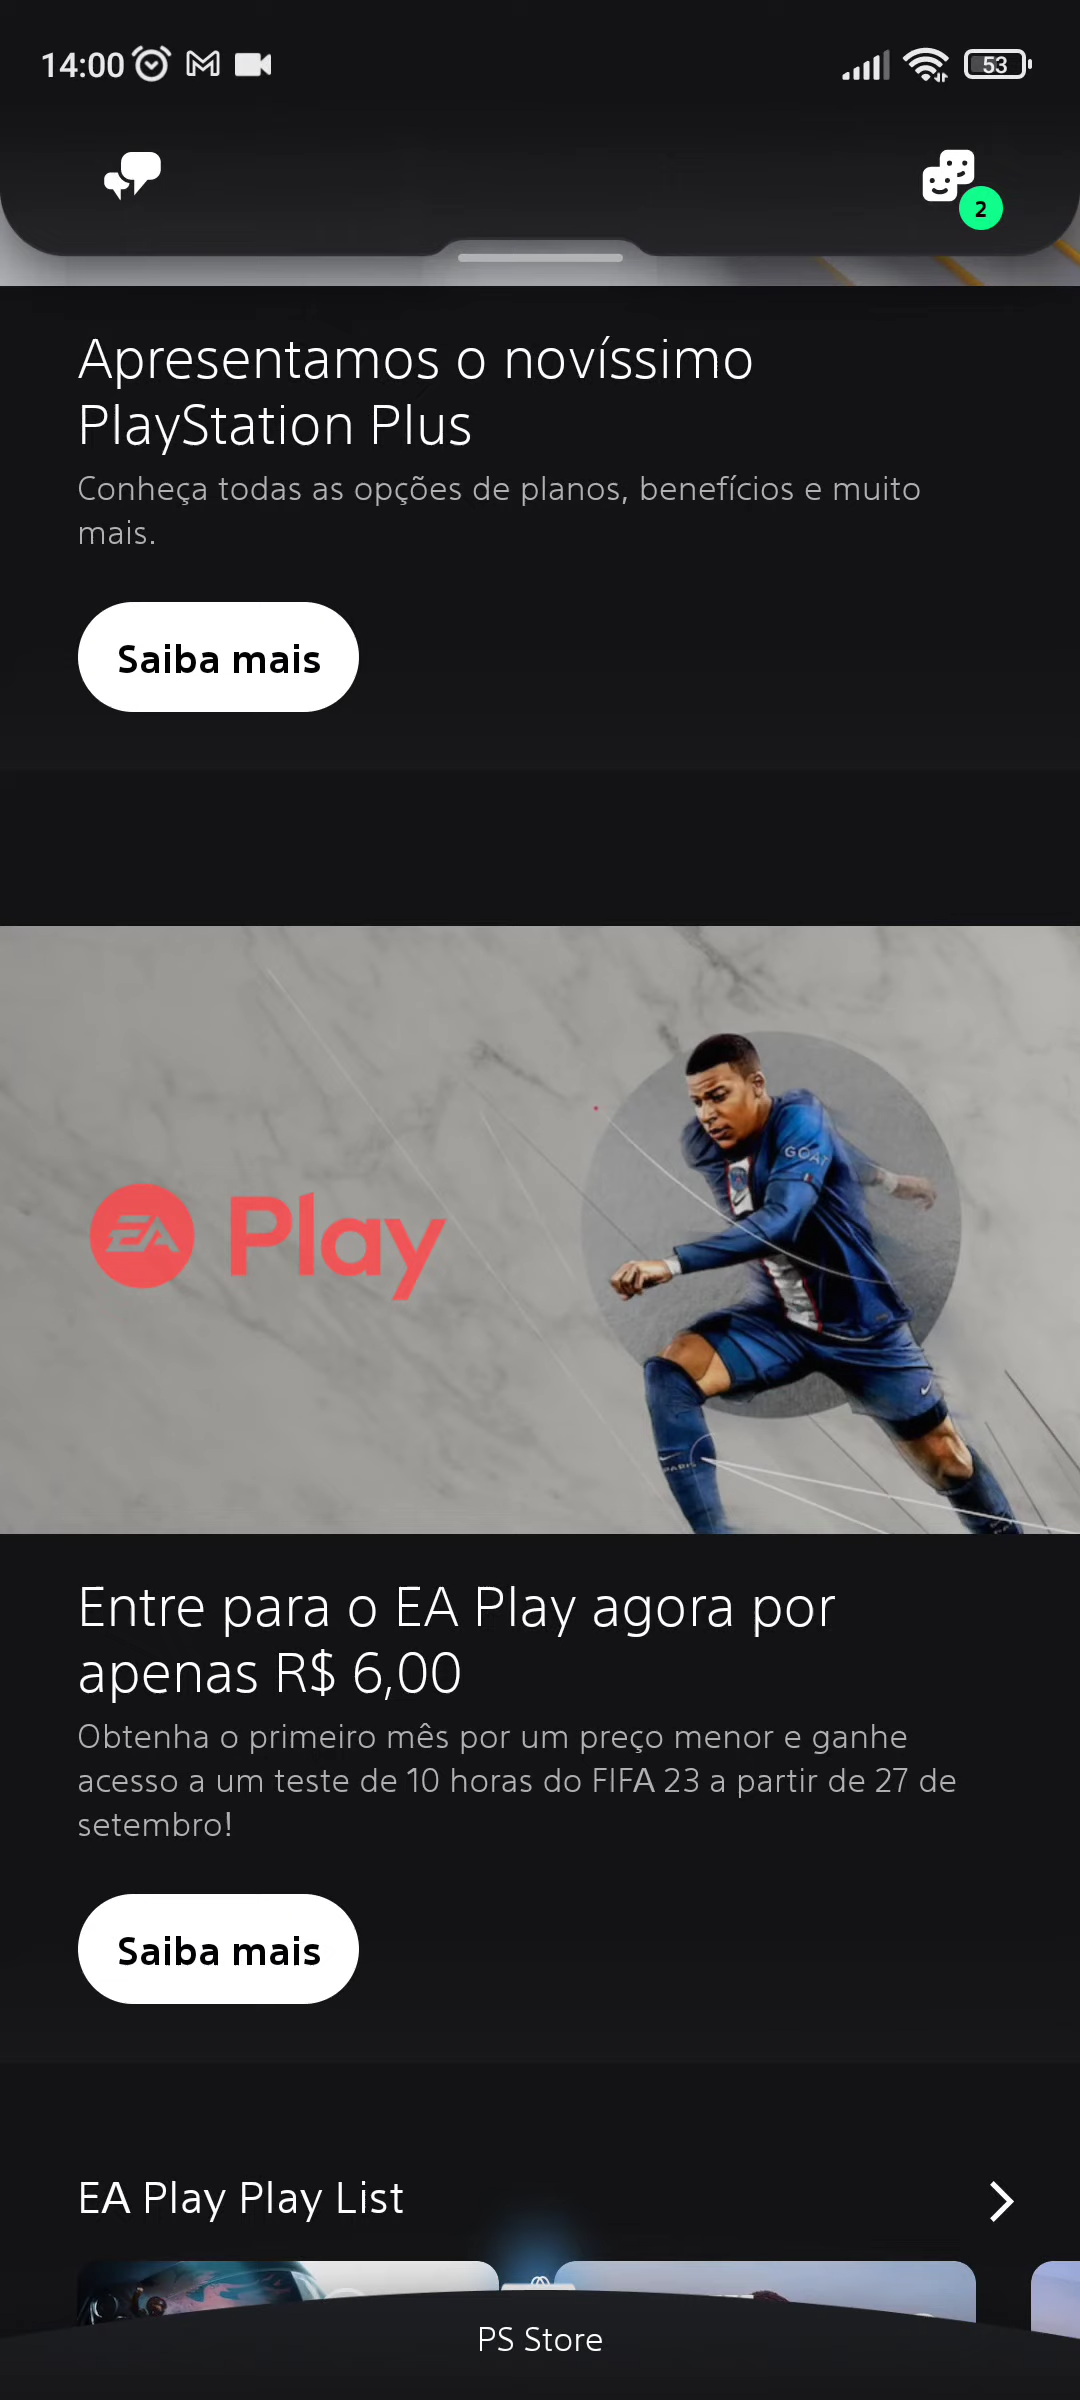 14:00
53
2
Apresentamos o novíssimo
PlayStation Plus
Conheça todas as opções de planos, benefícios e muito
mais.
Saiba mais
EA Play
GOAT
PARIS
Entre para o EA Play agora por
apenas R$ 6,00
Obtenha o primeiro mês por um preço menor e ganhe
acesso a um teste de 10 horas do FIFA 23 a partir de 27 de
setembro!
Saiba mais
EA Play Play List
PS Store